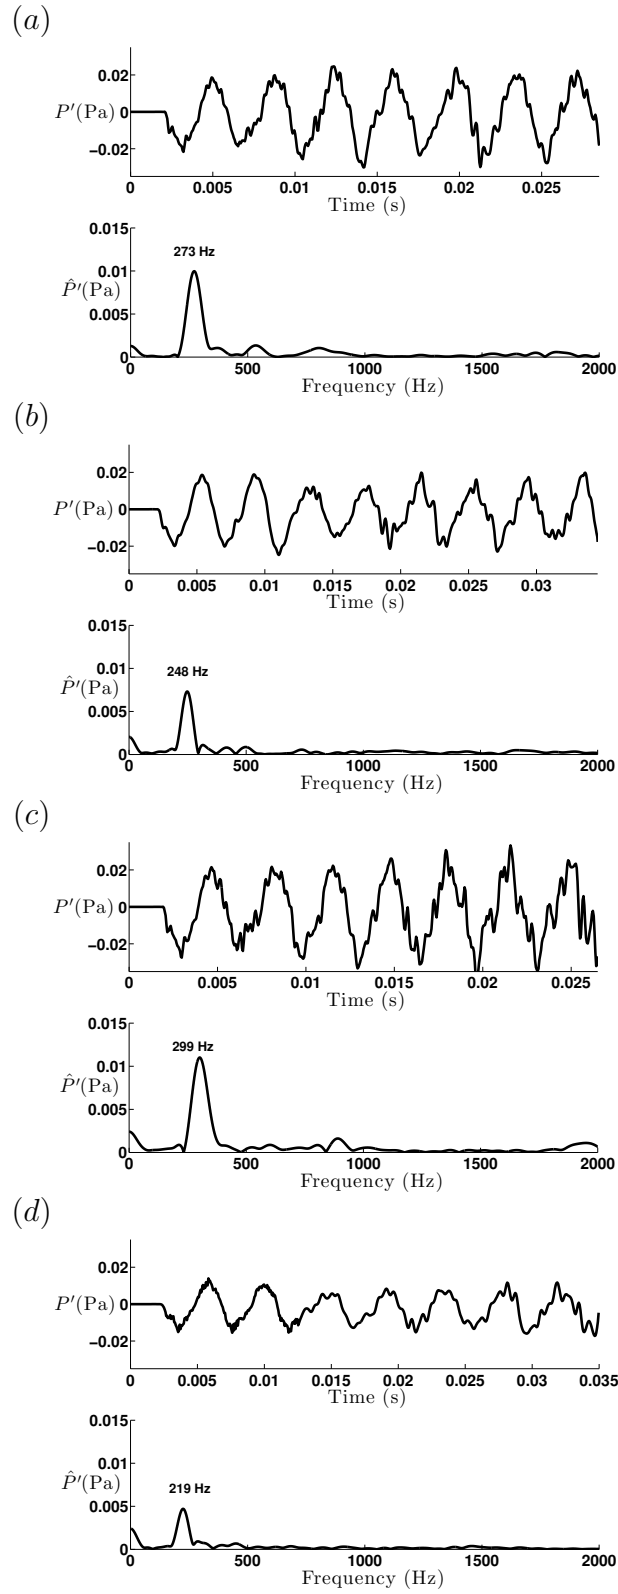 (a)
0.02
P′(Pa) 0
−0.02
0 0.005 0.01 0.015 0.02 0.025
Time (s)
0.015
273 Hz
0.01
P̂′(Pa)
0.005
0
0 500 1000 1500 2000
Frequency (Hz)
(b)
0.02
P′(Pa) 0
−0.02
0 0.005 0.01 0.015 0.02 0.025 0.03
Time (s)
0.015
0.01
248 Hz
P̂′(Pa)
0.005
0
0 500 1000 1500 2000
Frequency (Hz)
(c)
0.02
P′(Pa) 0
−0.02
0 0.005 0.01 0.015 0.02 0.025
Time (s)
0.015
299 Hz
0.01
P̂′(Pa)
0.005
0
0 500 1000 1500 2000
Frequency (Hz)
(d)
0.02
P′(Pa) 0
−0.02
0 0.005 0.01 0.015 0.02 0.025 0.03 0.035
Time (s)
0.015
0.01
P̂′(Pa)
219 Hz
0.005
0
0 500 1000 1500 2000
Frequency (Hz)